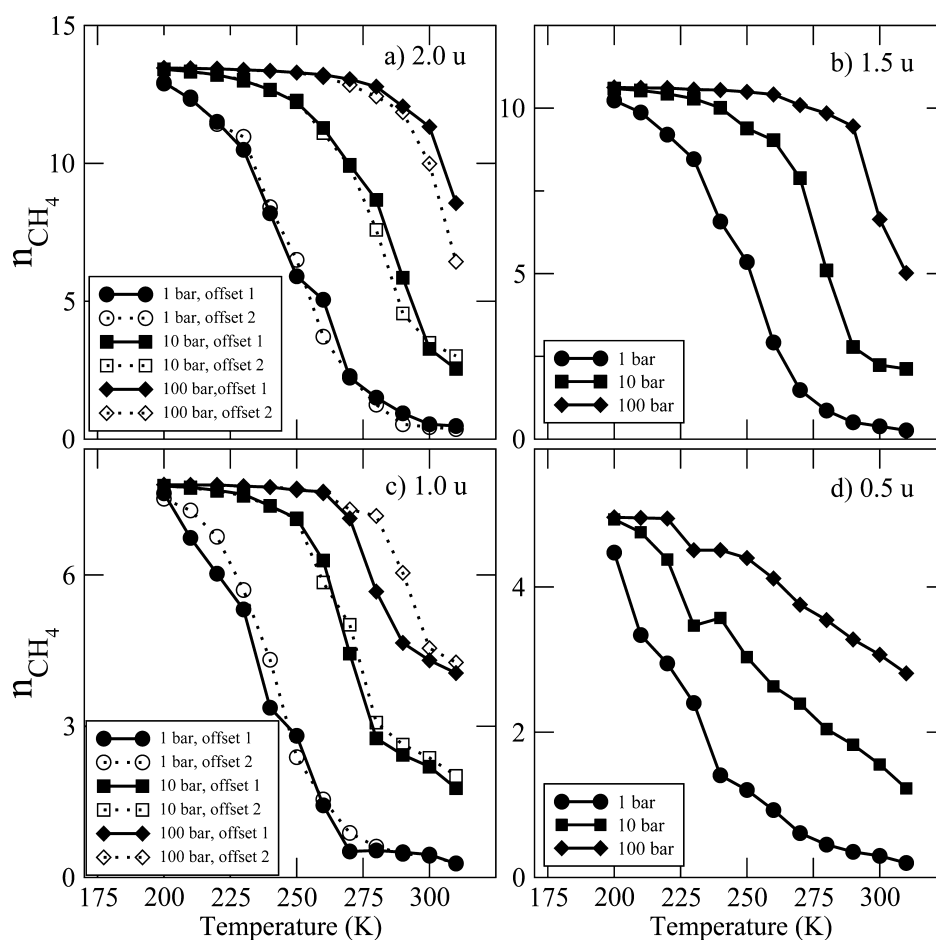 15
10
5
0
n_CH4
a) 2.0 u
1 bar, offset 1
1 bar, offset 2
10 bar, offset 1
10 bar, offset 2
100 bar,offset 1
100 bar, offset 2
10
5
0
b) 1.5 u
1 bar
10 bar
100 bar
6
3
0
n_CH4
c) 1.0 u
1 bar, offset 1
1 bar, offset 2
10 bar, offset 1
10 bar, offset 2
100 bar, offset 1
100 bar, offset 2
200 225 250 275 300
Temperature (K)
4
2
0
d) 0.5 u
1 bar
10 bar
100 bar
200 225 250 275 300
Temperature (K)